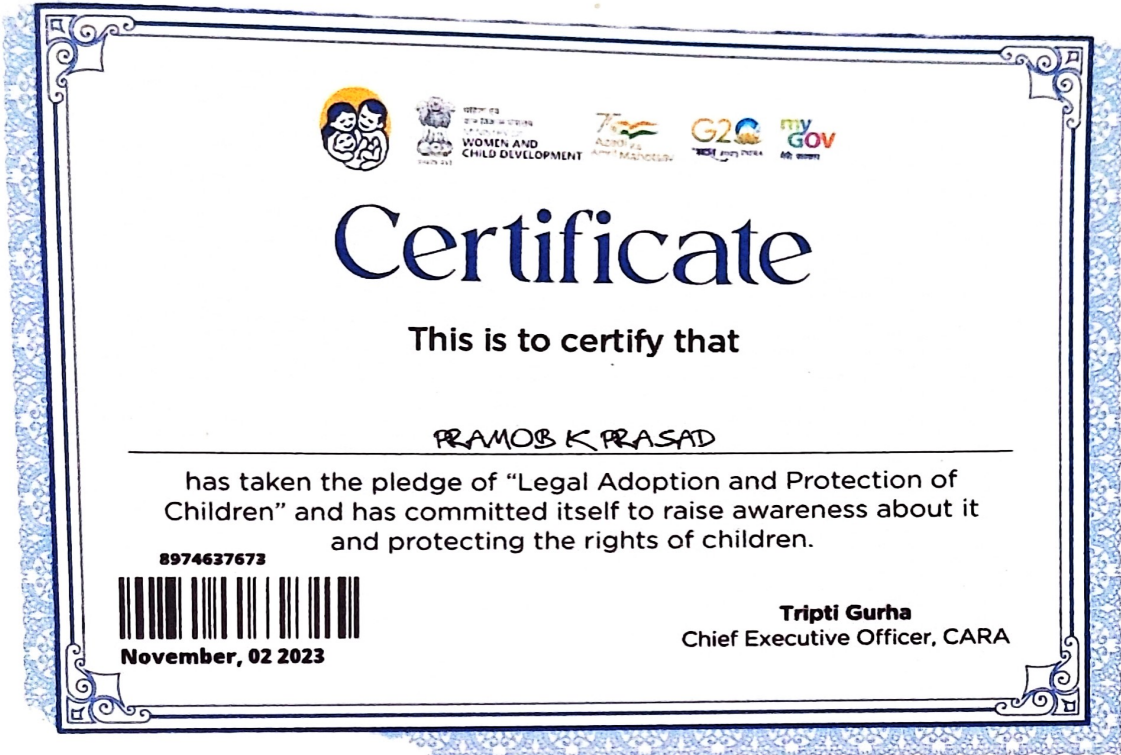 WOMEN AND
CHILD DEVELOPMENT
G20
my
GOV
Certificate
This is to certify that
PRAMOB K PRASAD
has taken the pledge of “Legal Adoption and Protection of
Children” and has committed itself to raise awareness about it
and protecting the rights of children.
8974637673
November, 02 2023
Tripti Gurha
Chief Executive Officer, CARA